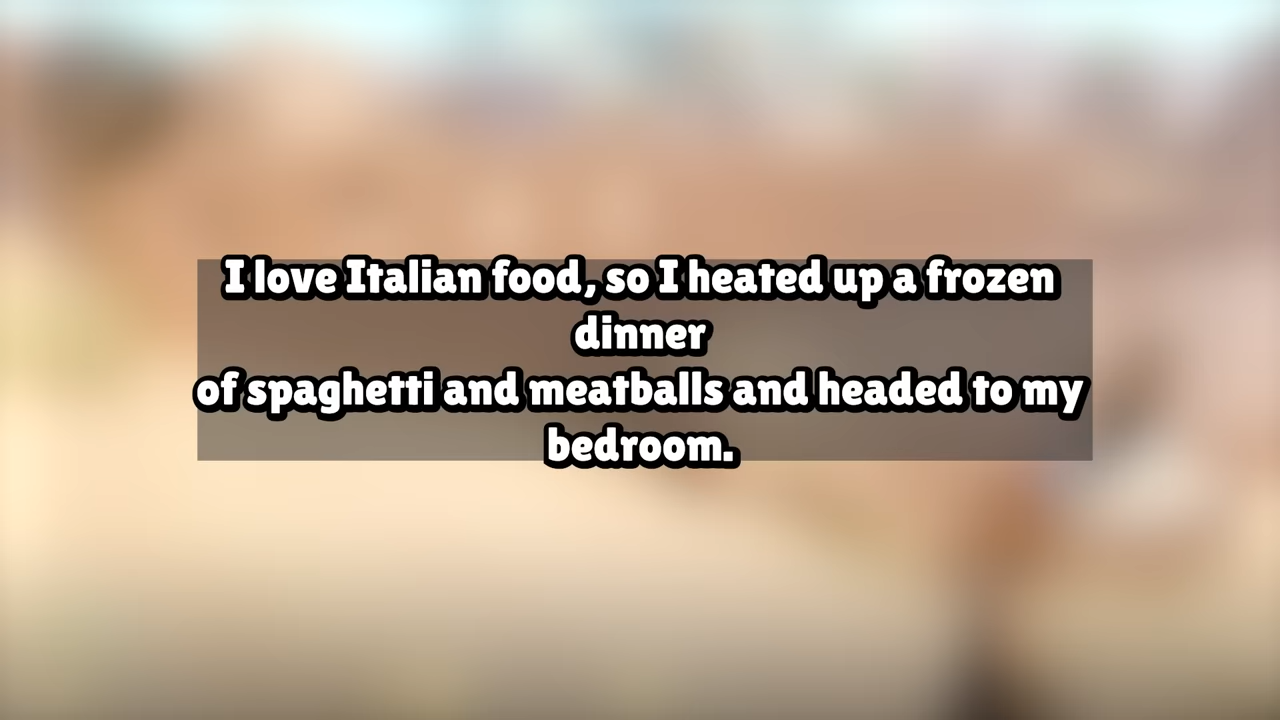 I love Italian food, so I heated up a frozen
dinner
of spaghetti and meatballs and headed to my
bedroom.